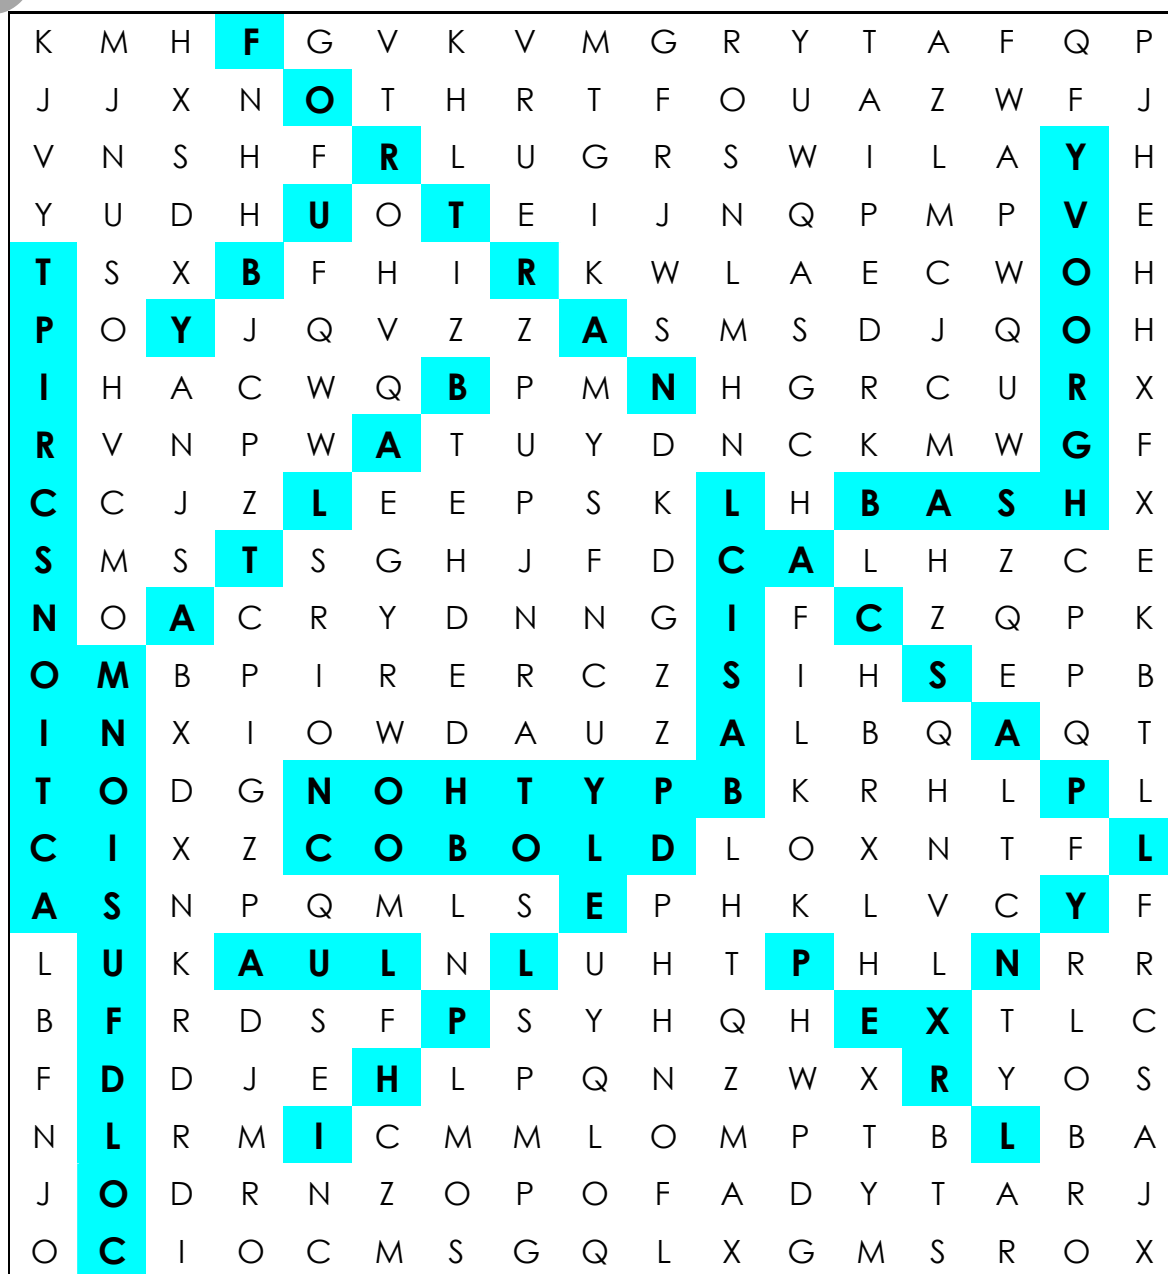 K M H F G V K V M G R Y T A F Q P
J J X N O T H R T F O U A Z W F J
V N S H F R L U G R S W I L A Y H
Y U D H U O T E I J N Q P M P V E
T S X B F H I R K W L A E C W O H
P O Y J Q V Z Z A S M S D J Q O H
I H A C W Q B P M N H G R C U R X
R V N P W A T U Y D N C K M W G F
C C J Z L E E P S K L H B A S H X
S M S T S G H J F D C A L H Z C E
N O A C R Y D N N G I F C Z Q P K
O M B P I R E R C Z S I H S E P B
I N X I O W D A U Z A L B Q A Q T
T O D G N O H T Y P B K R H L P L
C I X Z C O B O L D L O X N T F L
A S N P Q M L S E P H K L V C Y F
L U K A U L N L U H T P H L N R R
B F R D S F P S Y H Q H E X T L C
F D D J E H L P Q N Z W X R Y O S
N L R M I C M M L O M P T B L B A
J O D R N Z O P O F A D Y T A R J
O C I O C M S G Q L X G M S R O X